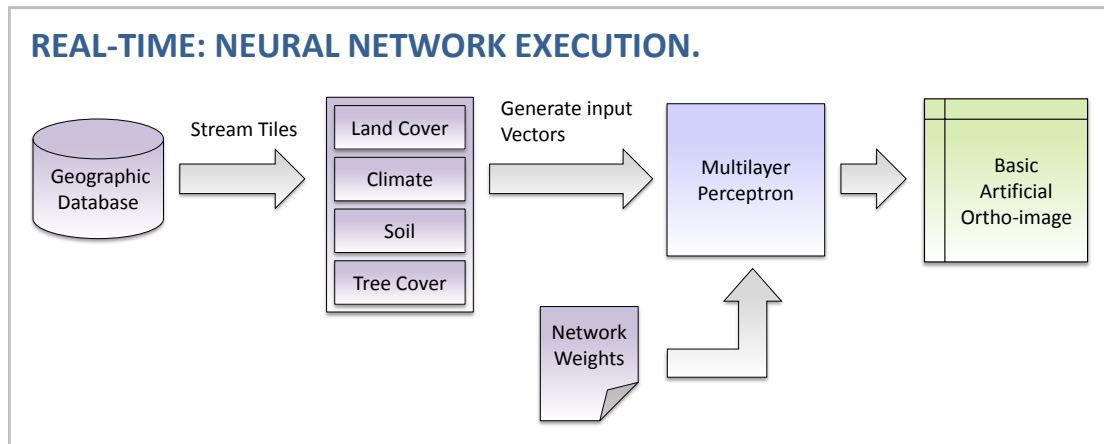 REAL-TIME: NEURAL NETWORK EXECUTION.
Geographic
Database
Stream Tiles
Land Cover
Climate
Soil
Tree Cover
Generate input
Vectors
Multilayer
Perceptron
Network
Weights
Basic
Artificial
Ortho-image